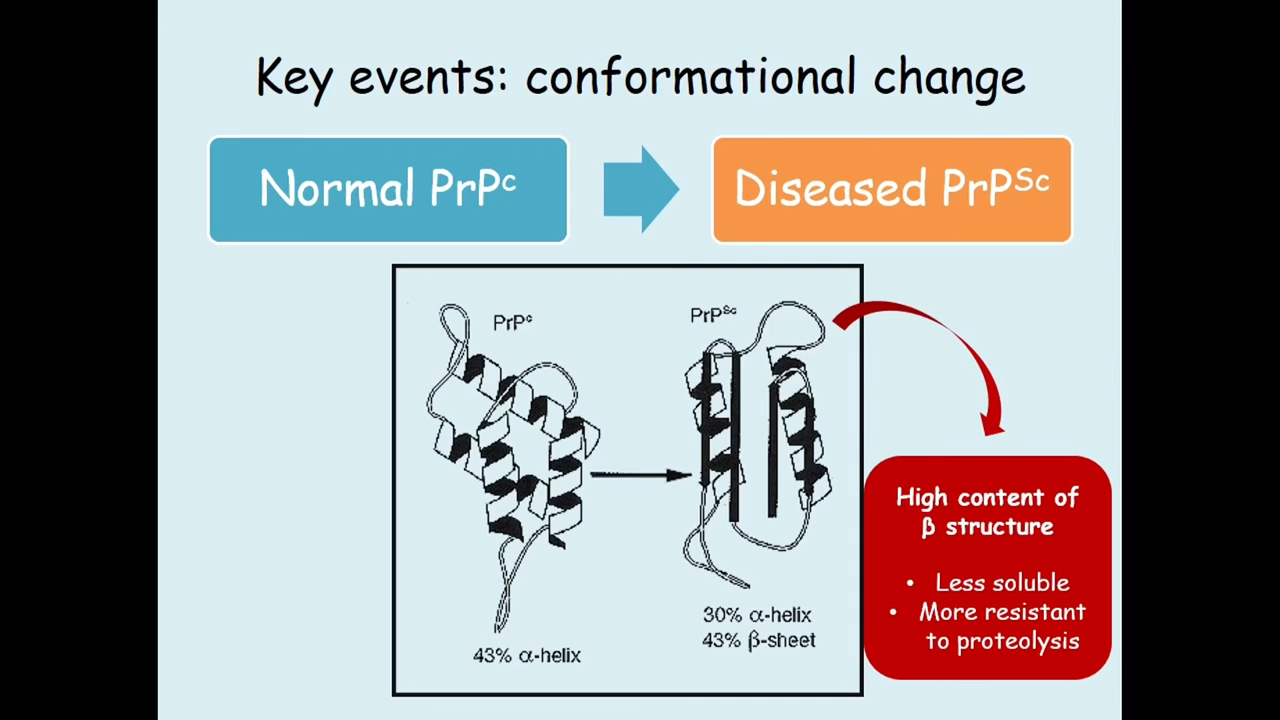 Key events: conformational change
Normal PrPᶜ
Diseased PrPˢᶜ
PrPᶜ
PrPˢᶜ
43% α-helix
30% α-helix
43% β-sheet
High content of
β structure
• Less soluble
• More resistant
to proteolysis